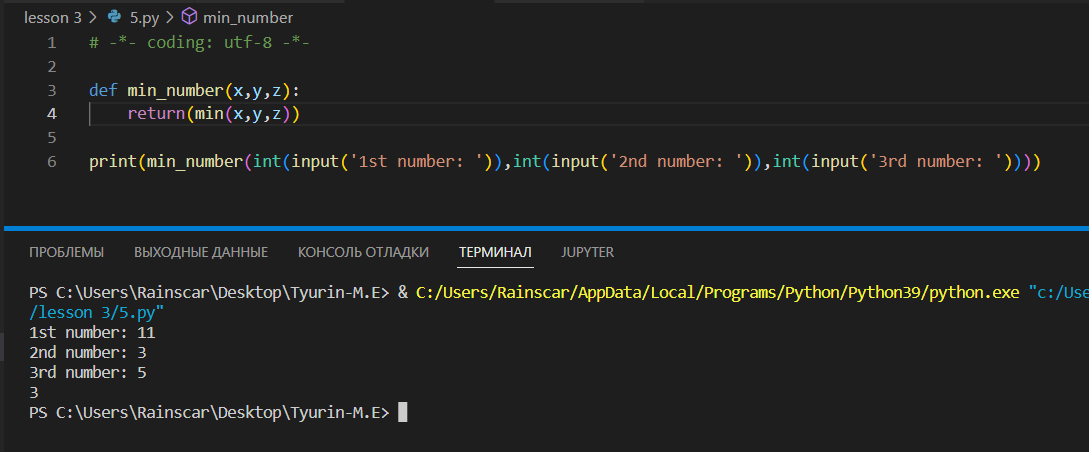 lesson 3 > 5.py > min_number
1 # -*- coding: utf-8 -*-
2
3 def min_number(x,y,z):
4     return(min(x,y,z))
5
6 print(min_number(int(input('1st number: ')),int(input('2nd number: ')),int(input('3rd number: '))))
ПРОБЛЕМЫ ВЫХОДНЫЕ ДАННЫЕ КОНСОЛЬ ОТЛАДКИ ТЕРМИНАЛ JUPYTER
PS C:\Users\Rainscar\Desktop\Tyurin-M.E> & C:/Users/Rainscar/AppData/Local/Programs/Python/Python39/python.exe "c:/Use
/lesson 3/5.py"
1st number: 11
2nd number: 3
3rd number: 5
3
PS C:\Users\Rainscar\Desktop\Tyurin-M.E>